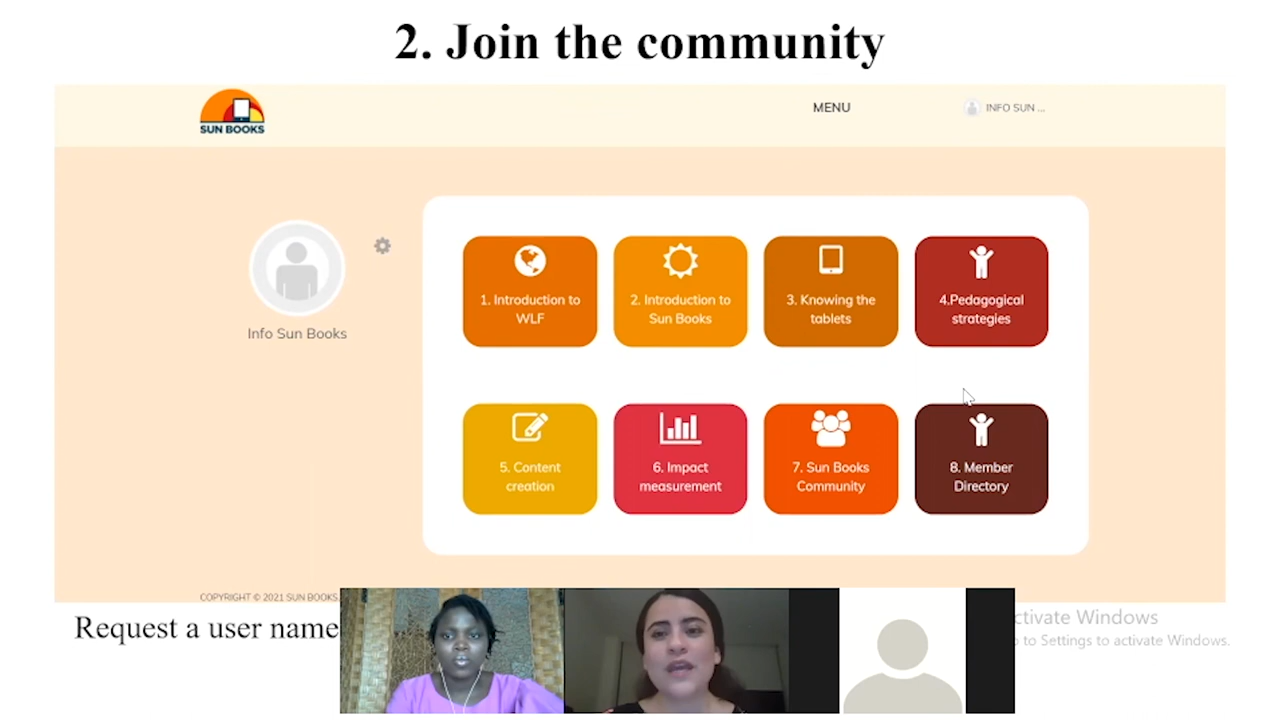 2. Join the community
SUN BOOKS
MENU
INFO SUN ...
1. Introduction to
WLF
2. Introduction to
Sun Books
3. Knowing the
tablets
4.Pedagogical
strategies
Info Sun Books
5. Content
creation
6. Impact
measurement
7. Sun Books
Community
8. Member
Directory
COPYRIGHT © 2021 SUN BOOKS.
Request a user name
ctivate Windows
to Settings to activate Windows.